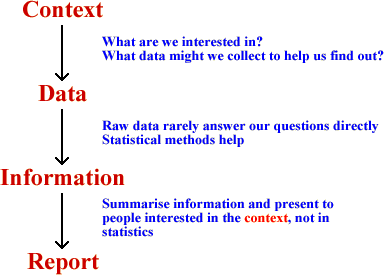 Context
What are we interested in?
What data might we collect to help us find out?
Data
Raw data rarely answer our questions directly
Statistical methods help
Information
Summarise information and present to
people interested in the context, not in
statistics
Report